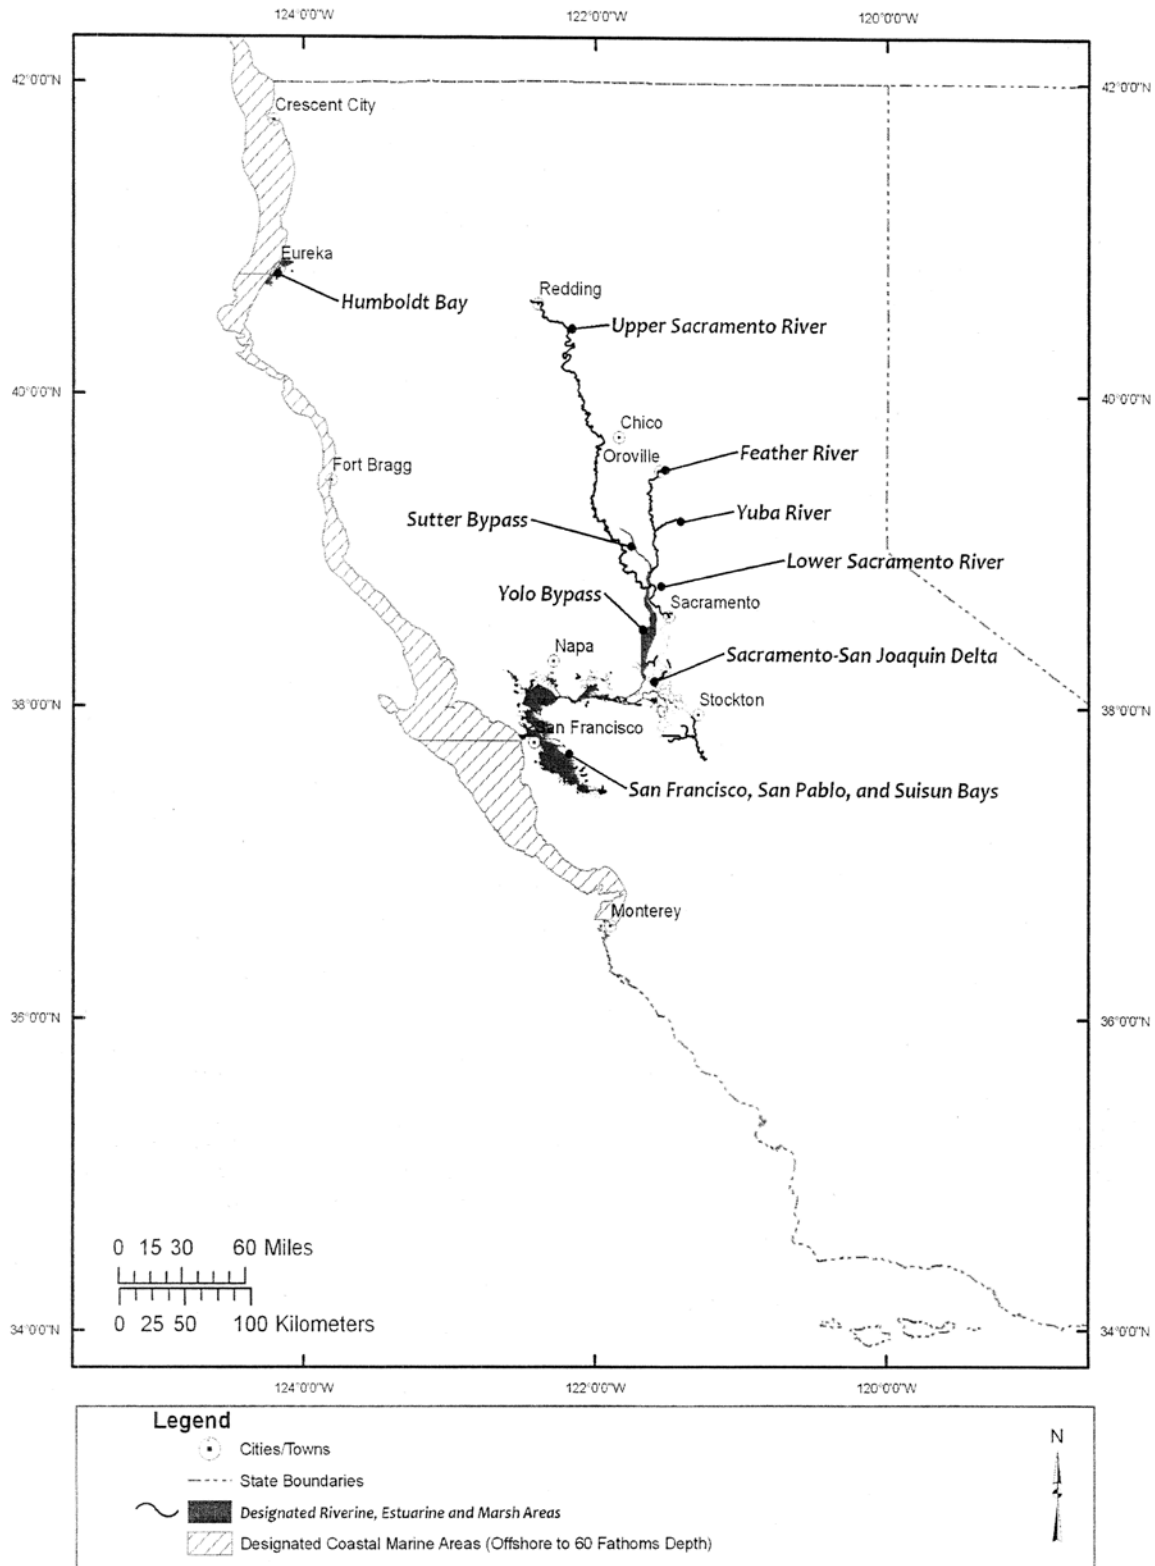 124°0'0"W 122°0'0"W 120°0'0"W
42°0'0"N 42°0'0"N
Crescent City
Eureka
Humboldt Bay
Redding
Upper Sacramento River
40°0'0"N 40°0'0"N
Chico
Oroville
Feather River
Fort Bragg
Sutter Bypass
Yuba River
Lower Sacramento River
Yolo Bypass
Sacramento
Napa
Sacramento-San Joaquin Delta
Stockton
38°0'0"N 38°0'0"N
San Francisco
San Francisco, San Pablo, and Suisun Bays
Monterey
36°0'0"N 36°0'0"N
0 15 30 60 Miles
0 25 50 100 Kilometers
34°0'0"N 34°0'0"N
124°0'0"W 122°0'0"W 120°0'0"W
Legend
N
Cities/Towns
State Boundaries
Designated Riverine, Estuarine and Marsh Areas
Designated Coastal Marine Areas (Offshore to 60 Fathoms Depth)